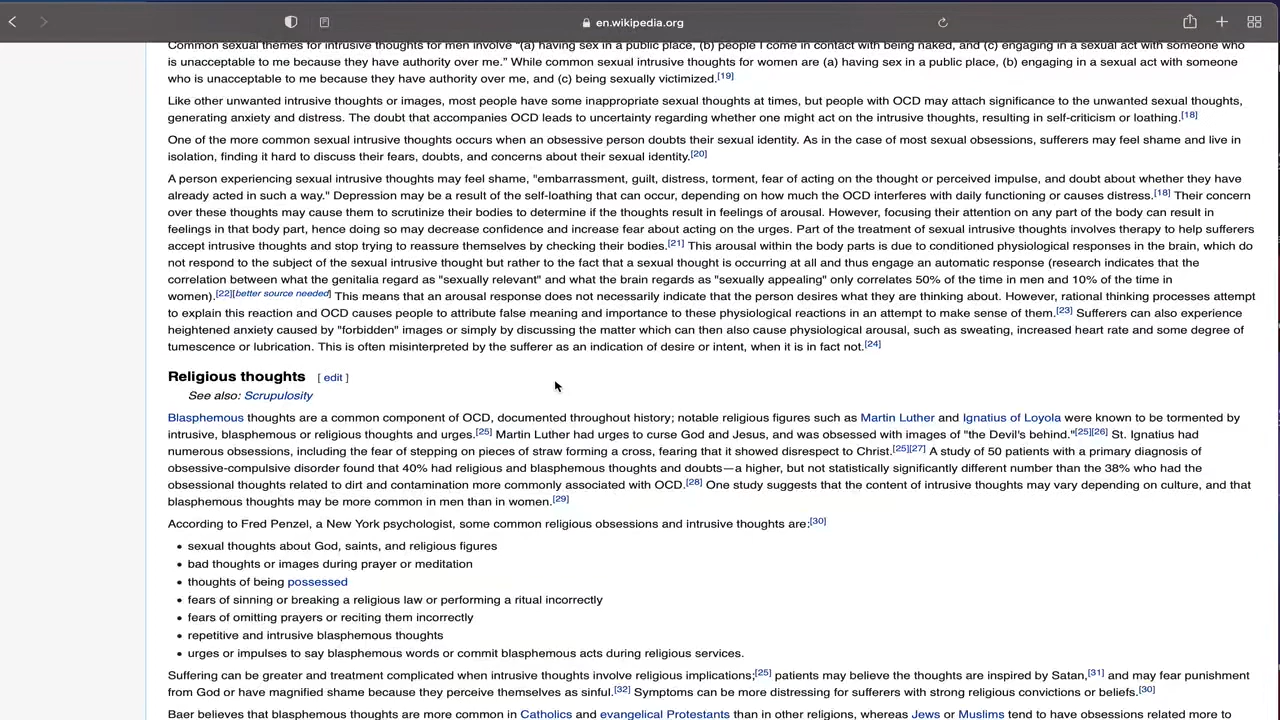 en.wikipedia.org
Common sexual themes for intrusive thoughts for men involve "(a) having sex in a public place, (b) people I come in contact with being naked, and (c) engaging in a sexual act with someone who
is unacceptable to me because they have authority over me." While common sexual intrusive thoughts for women are (a) having sex in a public place, (b) engaging in a sexual act with someone
who is unacceptable to me because they have authority over me, and (c) being sexually victimized.[19]
Like other unwanted intrusive thoughts or images, most people have some inappropriate sexual thoughts at times, but people with OCD may attach significance to the unwanted sexual thoughts,
generating anxiety and distress. The doubt that accompanies OCD leads to uncertainty regarding whether one might act on the intrusive thoughts, resulting in self-criticism or loathing.[18]
One of the more common sexual intrusive thoughts occurs when an obsessive person doubts their sexual identity. As in the case of most sexual obsessions, sufferers may feel shame and live in
isolation, finding it hard to discuss their fears, doubts, and concerns about their sexual identity.[20]
A person experiencing sexual intrusive thoughts may feel shame, "embarrassment, guilt, distress, torment, fear of acting on the thought or perceived impulse, and doubt about whether they have
already acted in such a way." Depression may be a result of the self-loathing that can occur, depending on how much the OCD interferes with daily functioning or causes distress.[18] Their concern
over these thoughts may cause them to scrutinize their bodies to determine if the thoughts result in feelings of arousal. However, focusing their attention on any part of the body can result in
feelings in that body part, hence doing so may decrease confidence and increase fear about acting on the urges. Part of the treatment of sexual intrusive thoughts involves therapy to help sufferers
accept intrusive thoughts and stop trying to reassure themselves by checking their bodies.[21] This arousal within the body parts is due to conditioned physiological responses in the brain, which do
not respond to the subject of the sexual intrusive thought but rather to the fact that a sexual thought is occurring at all and thus engage an automatic response (research indicates that the
correlation between what the genitalia regard as "sexually relevant" and what the brain regards as "sexually appealing" only correlates 50% of the time in men and 10% of the time in
women).[22][better source needed] This means that an arousal response does not necessarily indicate that the person desires what they are thinking about. However, rational thinking processes attempt
to explain this reaction and OCD causes people to attribute false meaning and importance to these physiological reactions in an attempt to make sense of them.[23] Sufferers can also experience
heightened anxiety caused by "forbidden" images or simply by discussing the matter which can then also cause physiological arousal, such as sweating, increased heart rate and some degree of
tumescence or lubrication. This is often misinterpreted by the sufferer as an indication of desire or intent, when it is in fact not.[24]
Religious thoughts [ edit ]
See also: Scrupulosity
Blasphemous thoughts are a common component of OCD, documented throughout history; notable religious figures such as Martin Luther and Ignatius of Loyola were known to be tormented by
intrusive, blasphemous or religious thoughts and urges.[25] Martin Luther had urges to curse God and Jesus, and was obsessed with images of "the Devil's behind."[25][26] St. Ignatius had
numerous obsessions, including the fear of stepping on pieces of straw forming a cross, fearing that it showed disrespect to Christ.[25][27] A study of 50 patients with a primary diagnosis of
obsessive-compulsive disorder found that 40% had religious and blasphemous thoughts and doubts—a higher, but not statistically significantly different number than the 38% who had the
obsessional thoughts related to dirt and contamination more commonly associated with OCD.[28] One study suggests that the content of intrusive thoughts may vary depending on culture, and that
blasphemous thoughts may be more common in men than in women.[29]
According to Fred Penzel, a New York psychologist, some common religious obsessions and intrusive thoughts are:[30]
• sexual thoughts about God, saints, and religious figures
• bad thoughts or images during prayer or meditation
• thoughts of being possessed
• fears of sinning or breaking a religious law or performing a ritual incorrectly
• fears of omitting prayers or reciting them incorrectly
• repetitive and intrusive blasphemous thoughts
• urges or impulses to say blasphemous words or commit blasphemous acts during religious services.
Suffering can be greater and treatment complicated when intrusive thoughts involve religious implications;[25] patients may believe the thoughts are inspired by Satan,[31] and may fear punishment
from God or have magnified shame because they perceive themselves as sinful.[32] Symptoms can be more distressing for sufferers with strong religious convictions or beliefs.[30]
Baer believes that blasphemous thoughts are more common in Catholics and evangelical Protestants than in other religions, whereas Jews or Muslims tend to have obsessions related more to